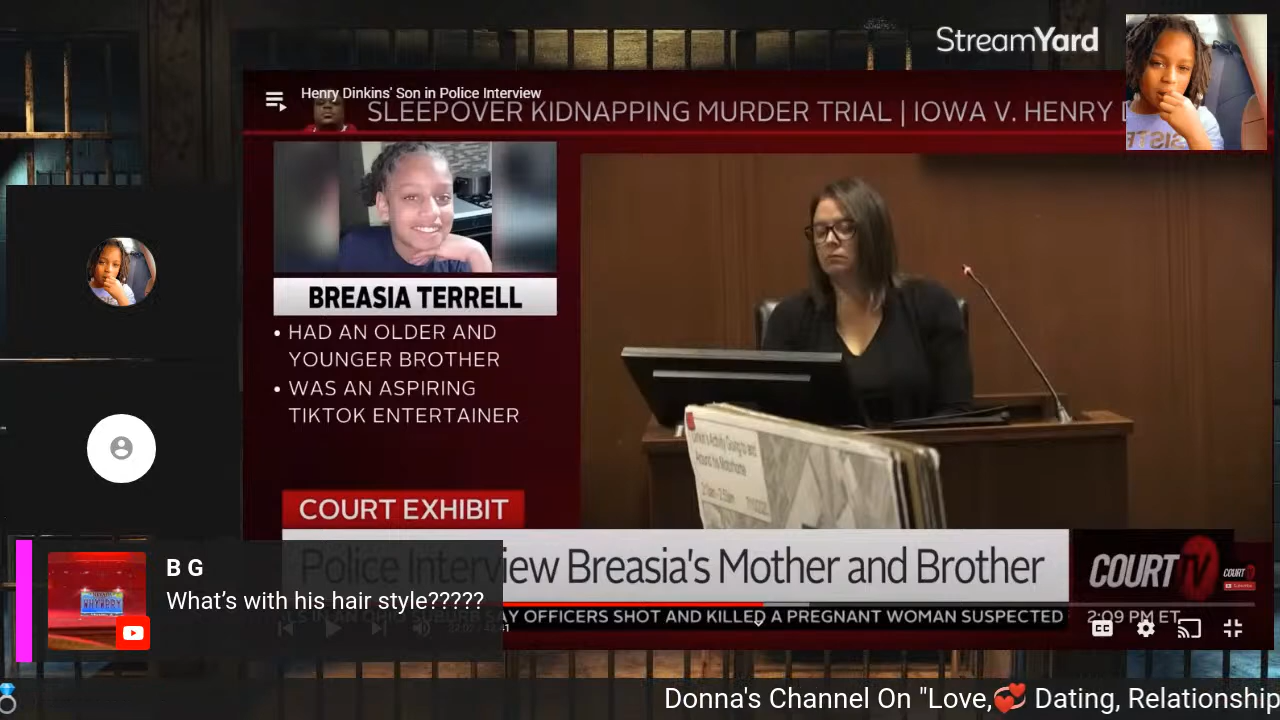 StreamYard
Henry Dinkins' Son in Police Interview
SLEEPOVER KIDNAPPING MURDER TRIAL | IOWA V. HENRY
BREASIA TERRELL
• HAD AN OLDER AND
YOUNGER BROTHER
• WAS AN ASPIRING
TIKTOK ENTERTAINER
COURT EXHIBIT
Police Interview Breasia's Mother and Brother
COURT TV
COURT
B G
What's with his hair style?????
SAY OFFICERS SHOT AND KILLED A PREGNANT WOMAN SUSPECTED
2:09 PM ET
CC
Donna's Channel On "Love,💞 Dating, Relationship